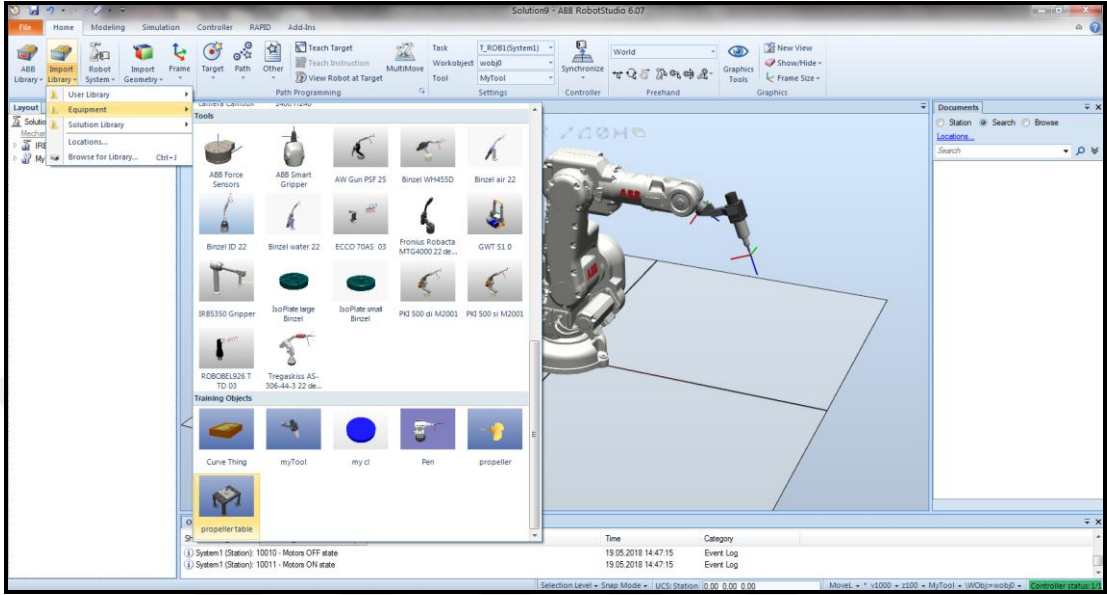 Solution9 - ABB RobotStudio 6.07
File Home Modeling Simulation Controller RAPID Add-Ins
ABB Library
Import Library
Robot System
Import Geometry
Frame
Target
Path
Other
Teach Target
Teach Instruction
View Robot at Target
MultiMove
Path Programming
Task T_ROB1(System1)
Workobject wobj0
Tool MyTool
Settings
Synchronize
Controller
World
Freehand
Graphics Tools
New View
Show/Hide
Frame Size
Graphics
User Library
Equipment
Solution Library
Locations...
Browse for Library... Ctrl+J
Layout
Solutio
Mechan
IRB
My
Tools
ABB Force Sensors
ABB Smart Gripper
AW Gun PSF 25
Binzel WH455D
Binzel air 22
Binzel ID 22
Binzel water 22
ECCO 70AS 03
Fronius Robacta MTG4000 22 de...
GWT S1 0
IRB5350 Gripper
IsoPlate large Binzel
IsoPlate small Binzel
PKI 500 di M2001
PKI 500 si M2001
ROBOBEL926 T TD 03
Tregaskiss AS-306-44-3 22 de...
Training Objects
Curve Thing
myTool
my cl
Pen
propeller
propeller table
ABB
ABB
Documents
Station Search Browse
Locations...
Search
Time Category
System1 (Station): 10010 - Motors OFF state 19.05.2018 14:47:15 Event Log
System1 (Station): 10011 - Motors ON state 19.05.2018 14:47:15 Event Log
Selection Level Snap Mode UCS: Station 0.00 0.00 0.00 MoveL * v1000 z100 MyTool \WObj:=wobj0 Controller status: 1/1